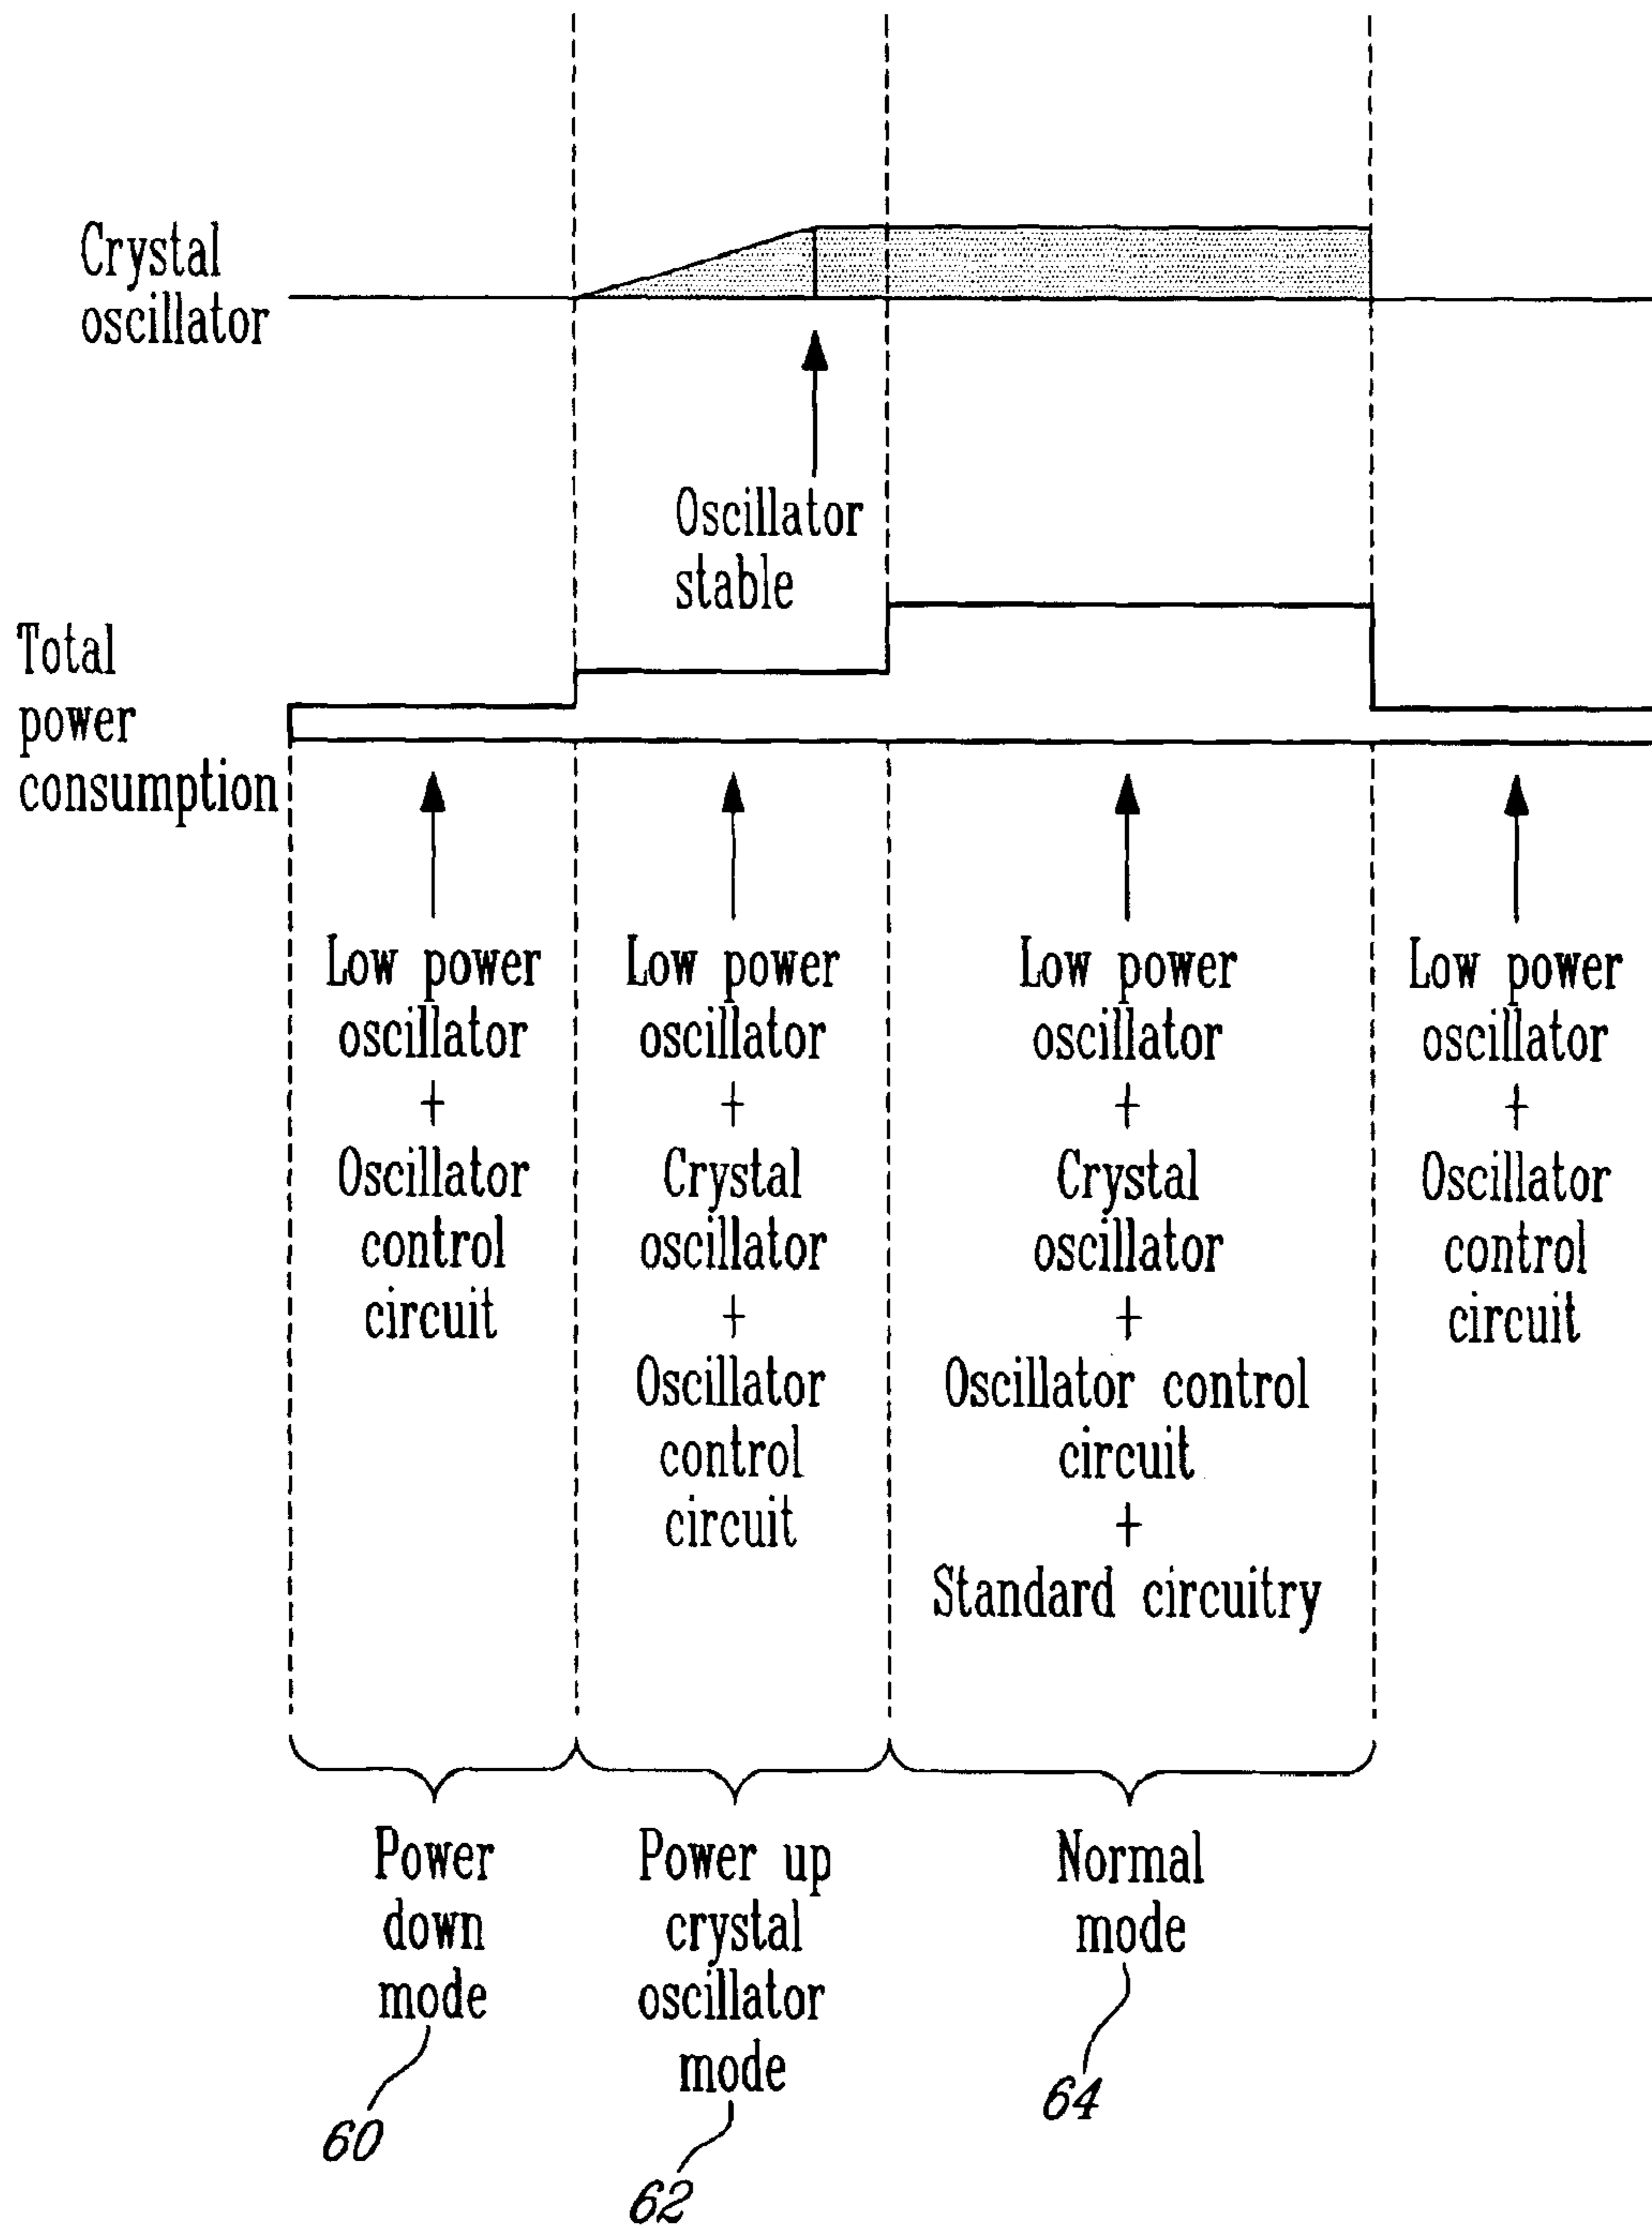 Crystal
oscillator
Oscillator
stable
Total
power
consumption
Low power
oscillator
+
Oscillator
control
circuit
Low power
oscillator
+
Crystal
oscillator
+
Oscillator
control
circuit
Low power
oscillator
+
Crystal
oscillator
+
Oscillator control
circuit
+
Standard circuitry
Low power
oscillator
+
Oscillator
control
circuit
Power
down
mode
60
Power up
crystal
oscillator
mode
62
Normal
mode
64